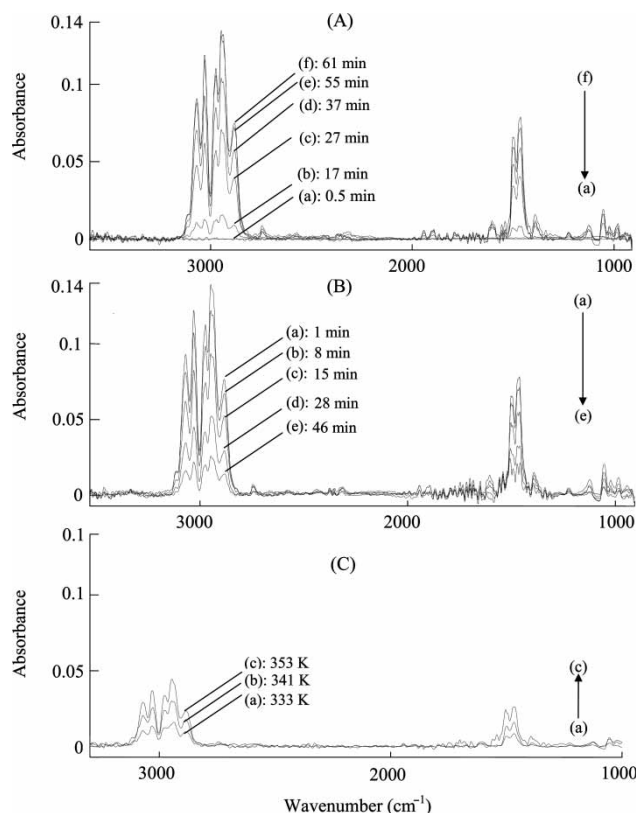 (A)
0.14
0.1
0.05
0
Absorbance
(f): 61 min
(e): 55 min
(d): 37 min
(c): 27 min
(b): 17 min
(a): 0.5 min
(f)
(a)
3000
2000
1000
(B)
0.14
0.1
0.05
0
Absorbance
(a): 1 min
(b): 8 min
(c): 15 min
(d): 28 min
(e): 46 min
(a)
(e)
3000
2000
1000
(C)
0.1
0.1
0.05
0
Absorbance
(c): 353 K
(b): 341 K
(a): 333 K
(c)
(a)
3000
2000
1000
Wavenumber (cm⁻¹)